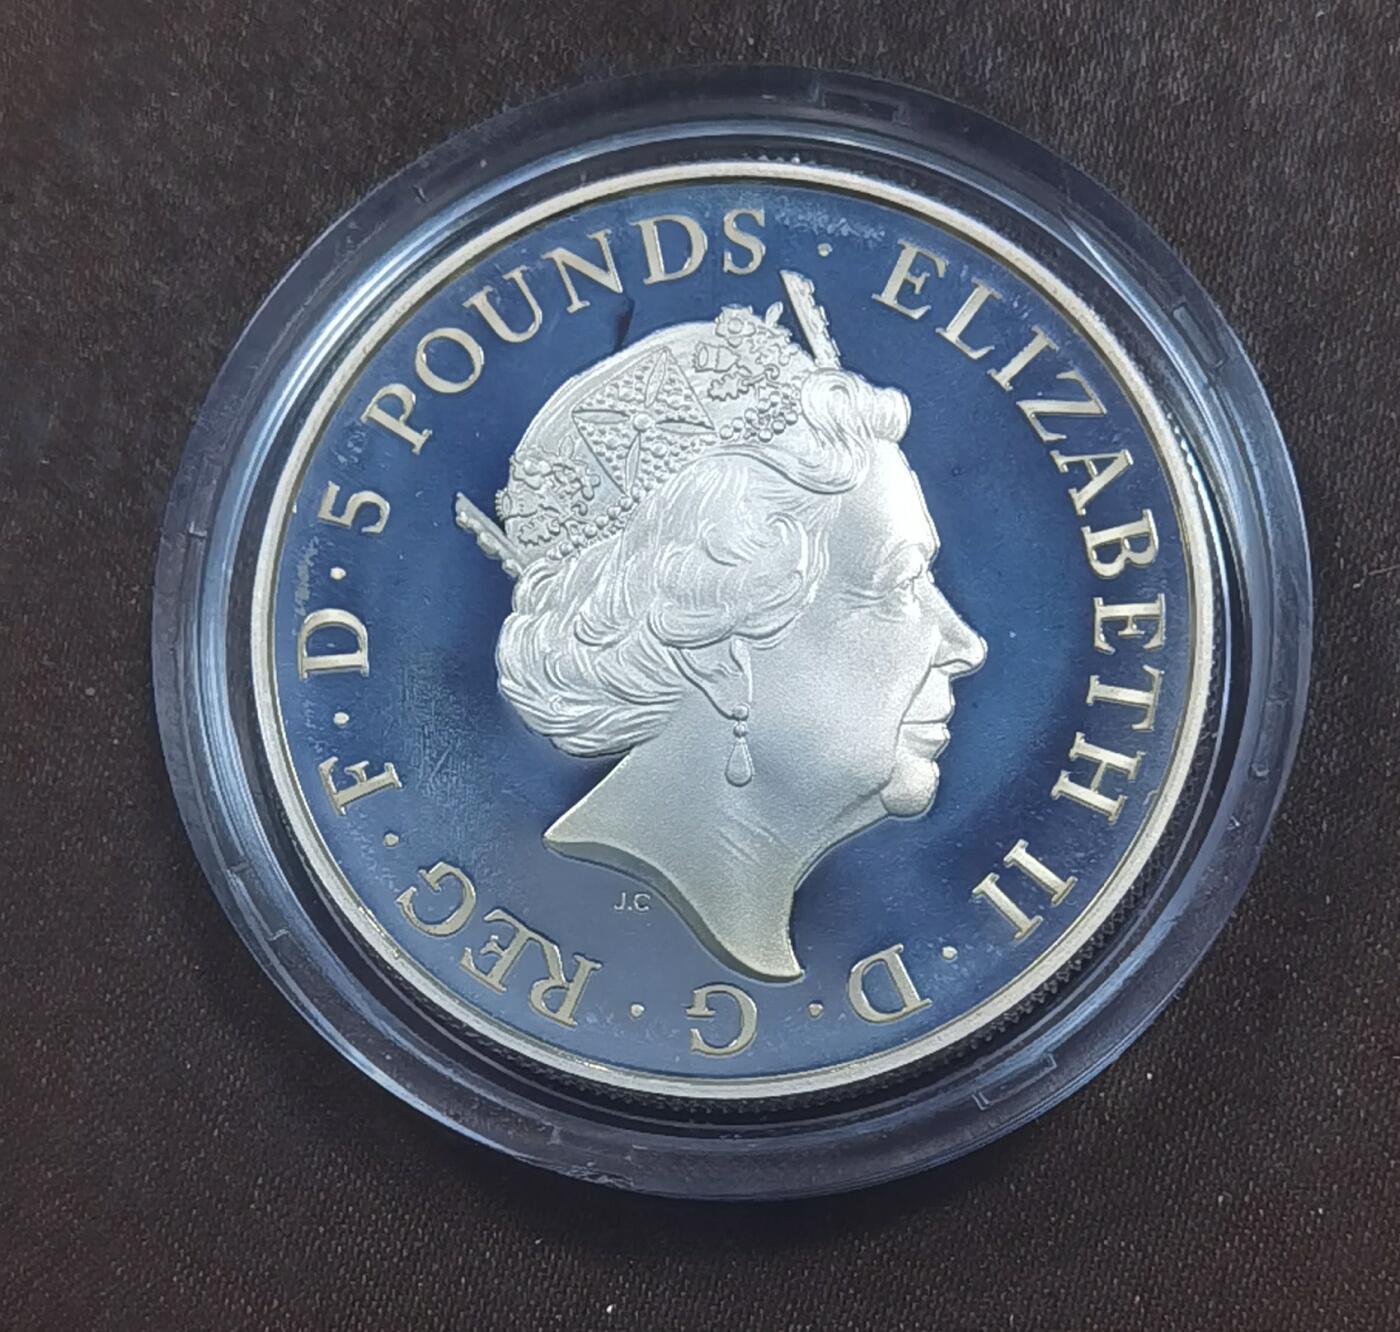 ELIZABETH II · D · G · REG · F · D · 5 POUNDS ·
J.C